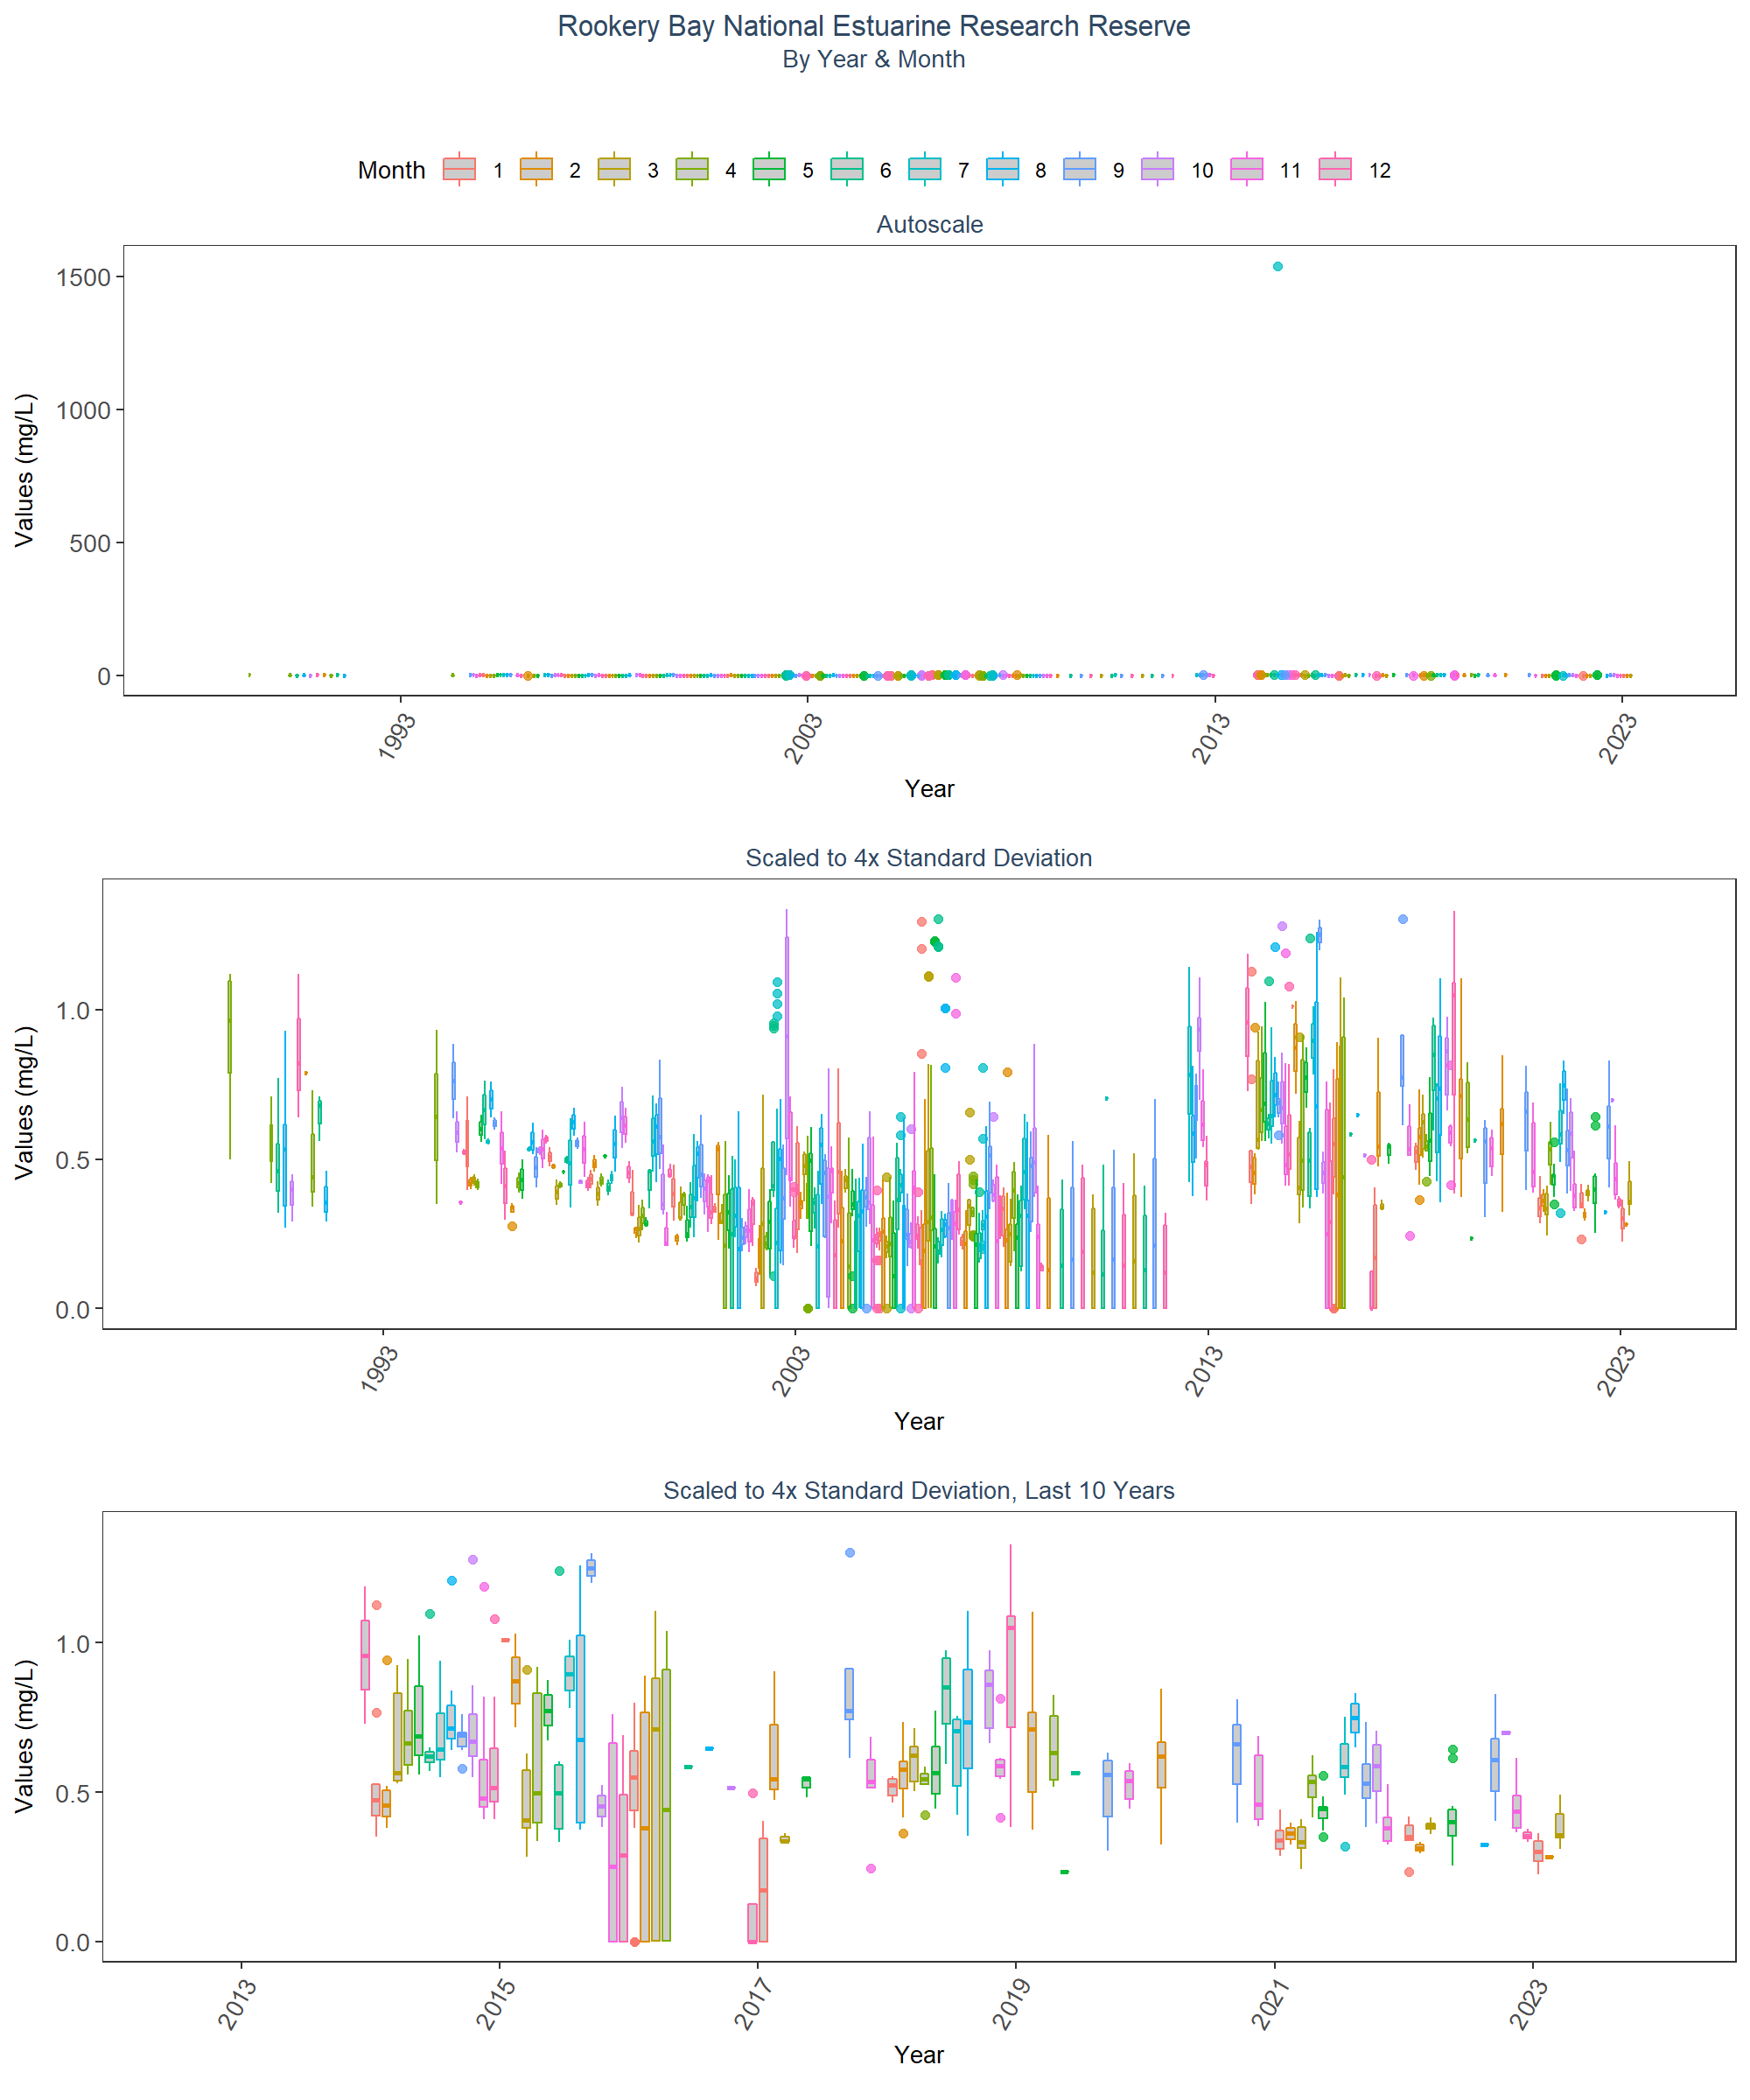 Rookery Bay National Estuarine Research Reserve
By Year & Month
Month 1 2 3 4 5 6 7 8 9 10 11 12
Autoscale
Values (mg/L)
1500
1000
500
0
1993 2003 2013 2023
Year
Scaled to 4x Standard Deviation
Values (mg/L)
1.0
0.5
0.0
1993 2003 2013 2023
Year
Scaled to 4x Standard Deviation, Last 10 Years
Values (mg/L)
1.0
0.5
0.0
2013 2015 2017 2019 2021 2023
Year